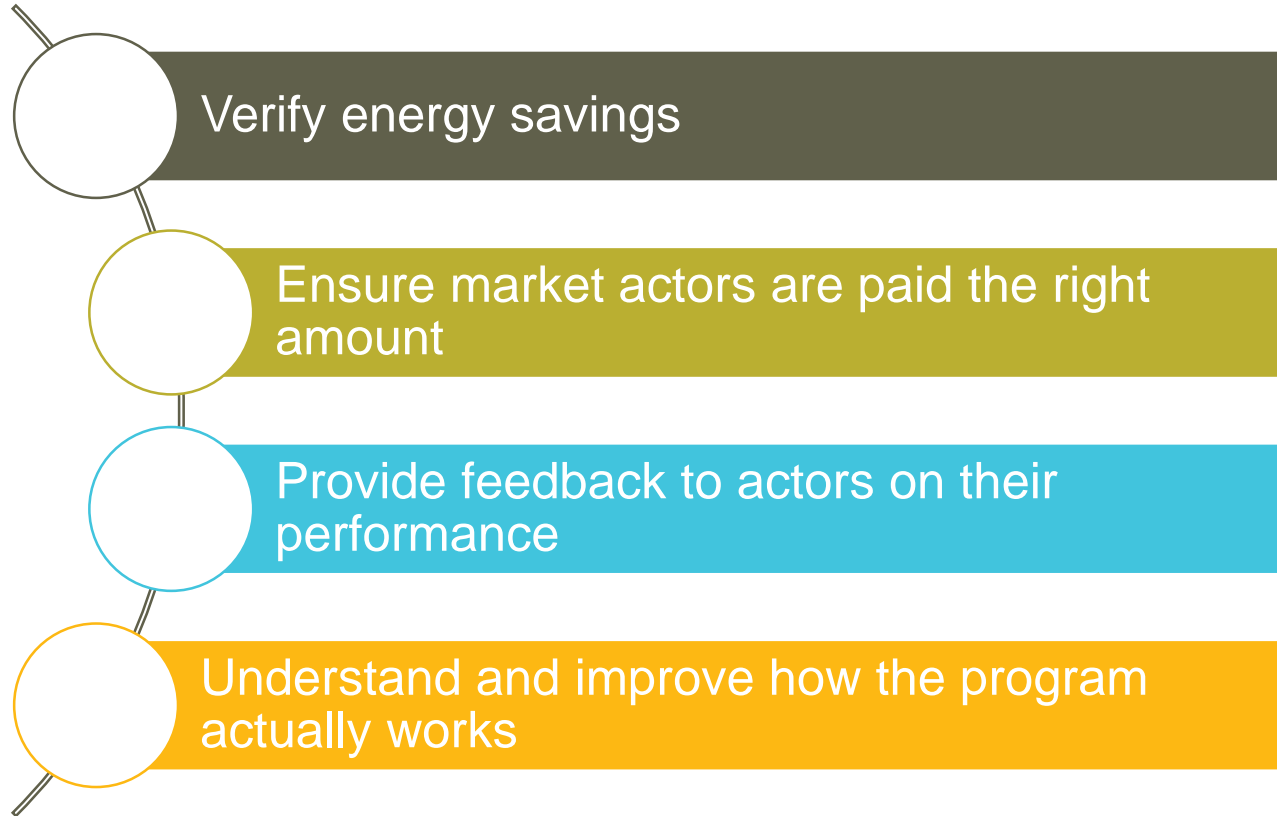 Verify energy savings
Ensure market actors are paid the right
amount
Provide feedback to actors on their
performance
Understand and improve how the program
actually works